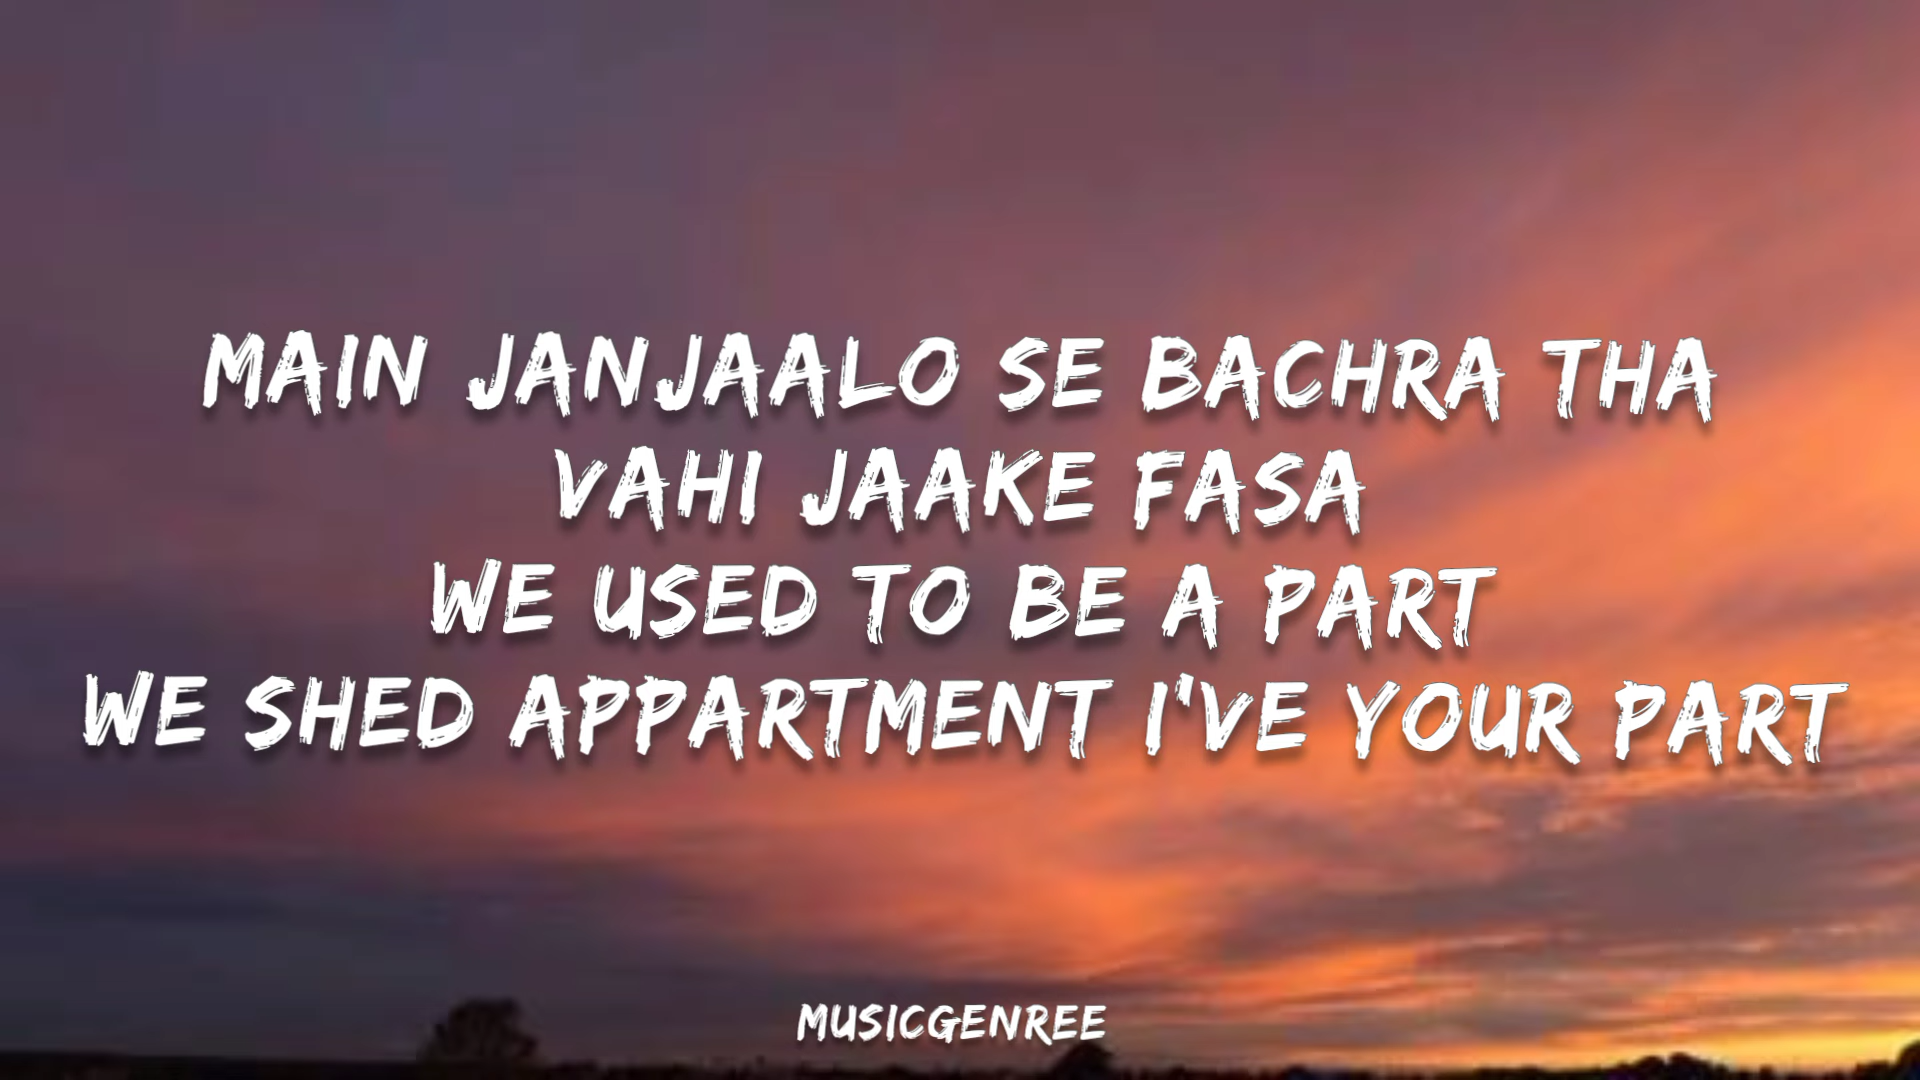 MAIN JANJAALO SE BACHRA THA
VAHI JAAKE FASA
WE USED TO BE A PART
WE SHED APPARTMENT I'VE YOUR PART
MUSICGENREE